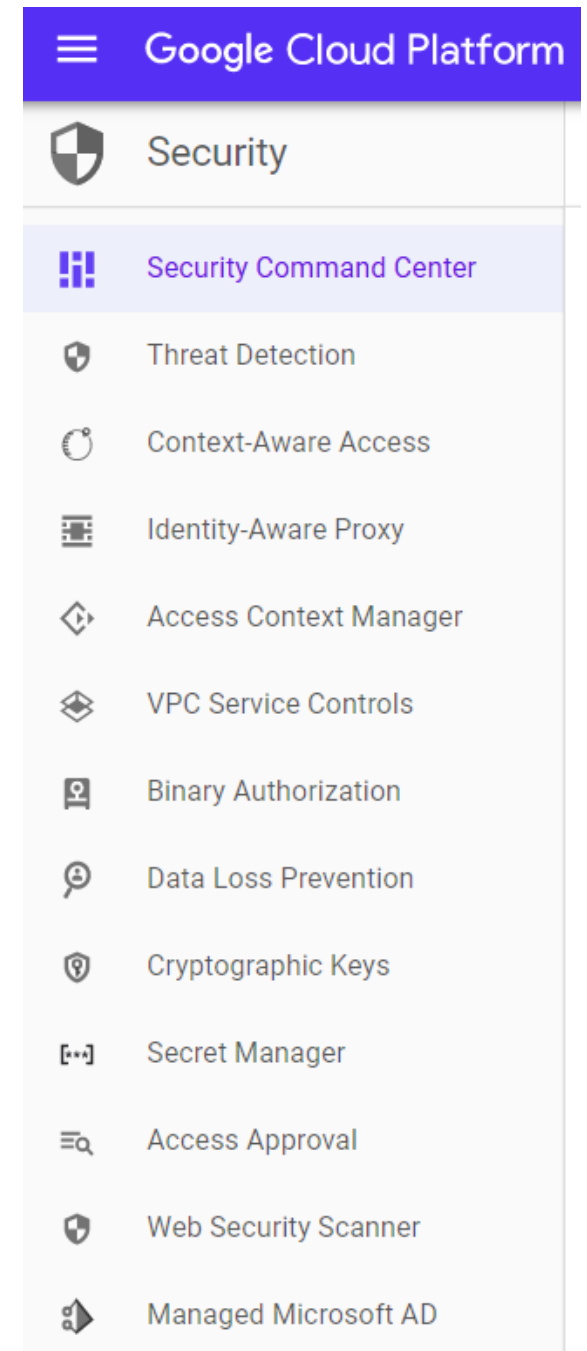 Google Cloud Platform
Security
Security Command Center
Threat Detection
Context-Aware Access
Identity-Aware Proxy
Access Context Manager
VPC Service Controls
Binary Authorization
Data Loss Prevention
Cryptographic Keys
Secret Manager
Access Approval
Web Security Scanner
Managed Microsoft AD